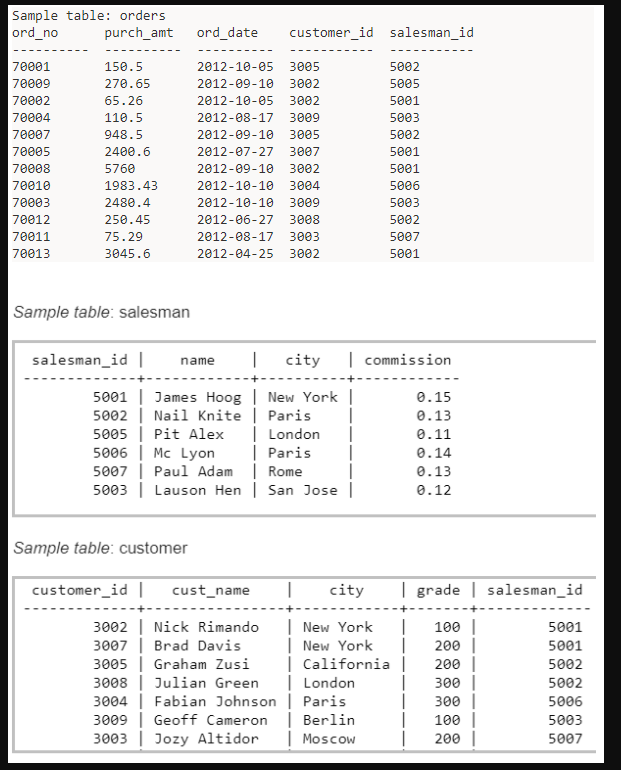 Sample table: orders
ord_no purch_amt ord_date customer_id salesman_id
---------- ---------- ---------- ----------- -----------
70001 150.5 2012-10-05 3005 5002
70009 270.65 2012-09-10 3002 5005
70002 65.26 2012-10-05 3002 5001
70004 110.5 2012-08-17 3009 5003
70007 948.5 2012-09-10 3005 5002
70005 2400.6 2012-07-27 3007 5001
70008 5760 2012-09-10 3002 5001
70010 1983.43 2012-10-10 3004 5006
70003 2480.4 2012-10-10 3009 5003
70012 250.45 2012-06-27 3008 5002
70011 75.29 2012-08-17 3003 5007
70013 3045.6 2012-04-25 3002 5001
Sample table: salesman
salesman_id | name | city | commission
-------------+------------+----------+------------
5001 | James Hoog | New York | 0.15
5002 | Nail Knite | Paris | 0.13
5005 | Pit Alex | London | 0.11
5006 | Mc Lyon | Paris | 0.14
5007 | Paul Adam | Rome | 0.13
5003 | Lauson Hen | San Jose | 0.12
Sample table: customer
customer_id | cust_name | city | grade | salesman_id
-------------+----------------+------------+-------+-------------
3002 | Nick Rimando | New York | 100 | 5001
3007 | Brad Davis | New York | 200 | 5001
3005 | Graham Zusi | California | 200 | 5002
3008 | Julian Green | London | 300 | 5002
3004 | Fabian Johnson | Paris | 300 | 5006
3009 | Geoff Cameron | Berlin | 100 | 5003
3003 | Jozy Altidor | Moscow | 200 | 5007